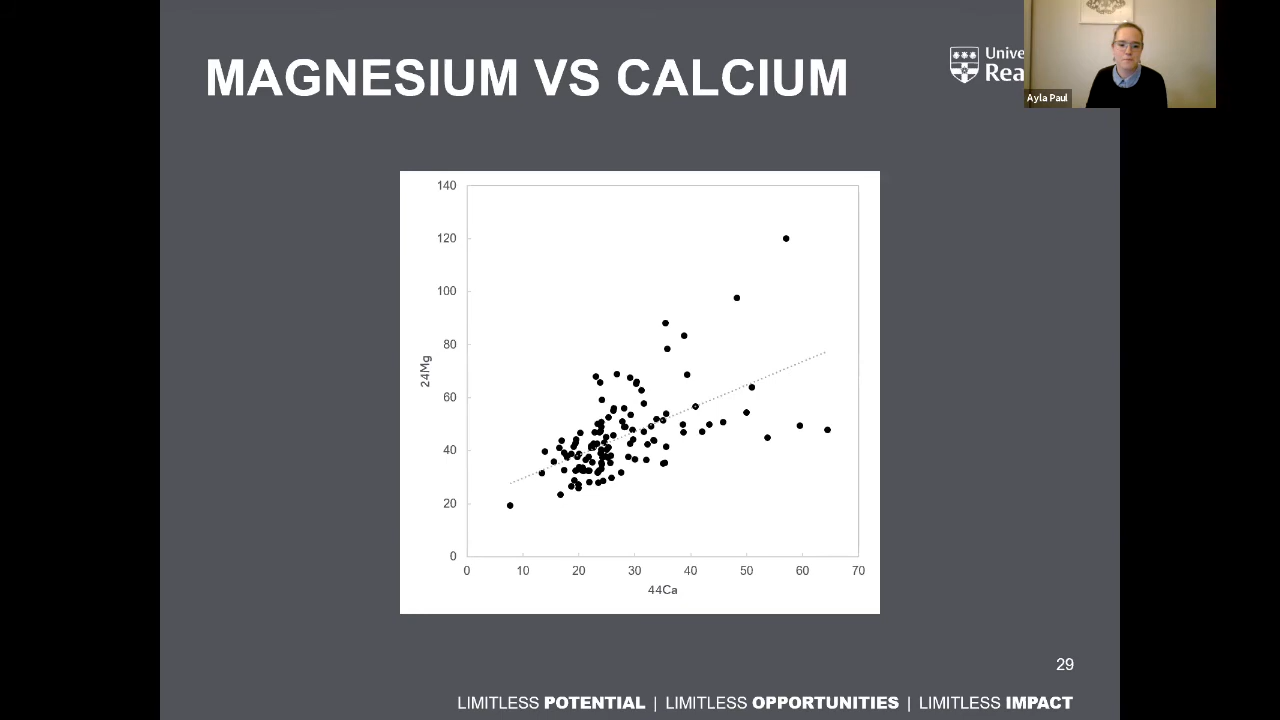 MAGNESIUM VS CALCIUM
Unive
Rea
Ayla Paul
140
120
100
80
60
40
20
0
24Mg
0 10 20 30 40 50 60 70
44Ca
29
LIMITLESS POTENTIAL | LIMITLESS OPPORTUNITIES | LIMITLESS IMPACT